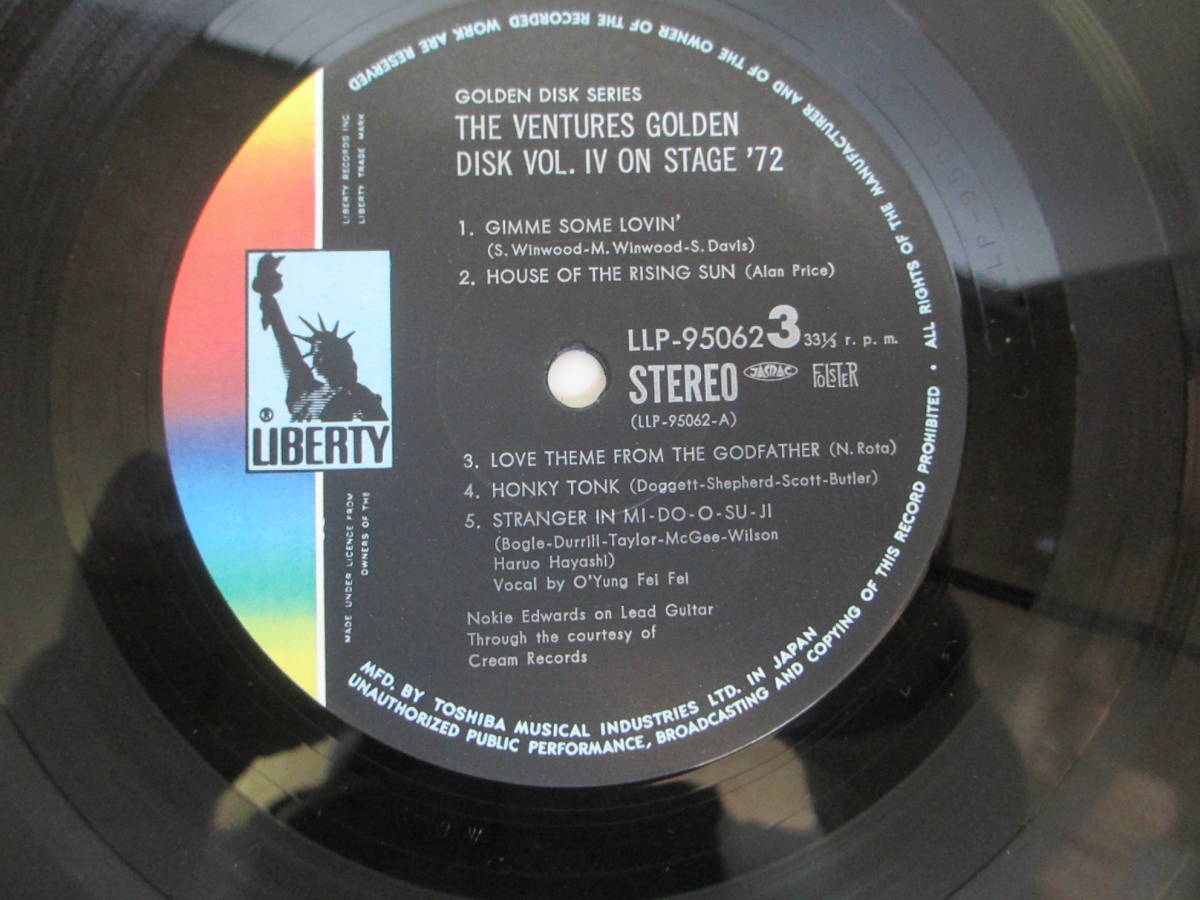 GOLDEN DISK SERIES
THE VENTURES GOLDEN
DISK VOL. IV ON STAGE '72
1. GIMME SOME LOVIN'
(S. Winwood-M. Winwood-S. Davis)
2. HOUSE OF THE RISING SUN (Alan Price)
LLP-95062 3 33⅓ r. p. m.
STEREO JASRAC FOLSTER
(LLP-95062-A)
3. LOVE THEME FROM THE GODFATHER (N. Rota)
4. HONKY TONK (Doggett-Shepherd-Scott-Butler)
5. STRANGER IN MI-DO-O-SU-JI
(Bogle-Durrill-Taylor-McGee-Wilson
Haruo Hayashi)
Vocal by O'Yung Fei Fei
Nokie Edwards on Lead Guitar
Through the courtesy of
Cream Records
® LIBERTY
LIBERTY RECORDS INC.
LIBERTY TRADE MARK
MADE UNDER LICENCE FROM
OWNERS OF THE
MFD. BY TOSHIBA MUSICAL INDUSTRIES LTD. IN JAPAN
UNAUTHORIZED PUBLIC PERFORMANCE, BROADCASTING AND COPYING OF THIS RECORD PROHIBITED • ALL RIGHTS OF THE MANUFACTURER AND OF THE OWNER OF THE RECORDED WORK ARE RESERVED